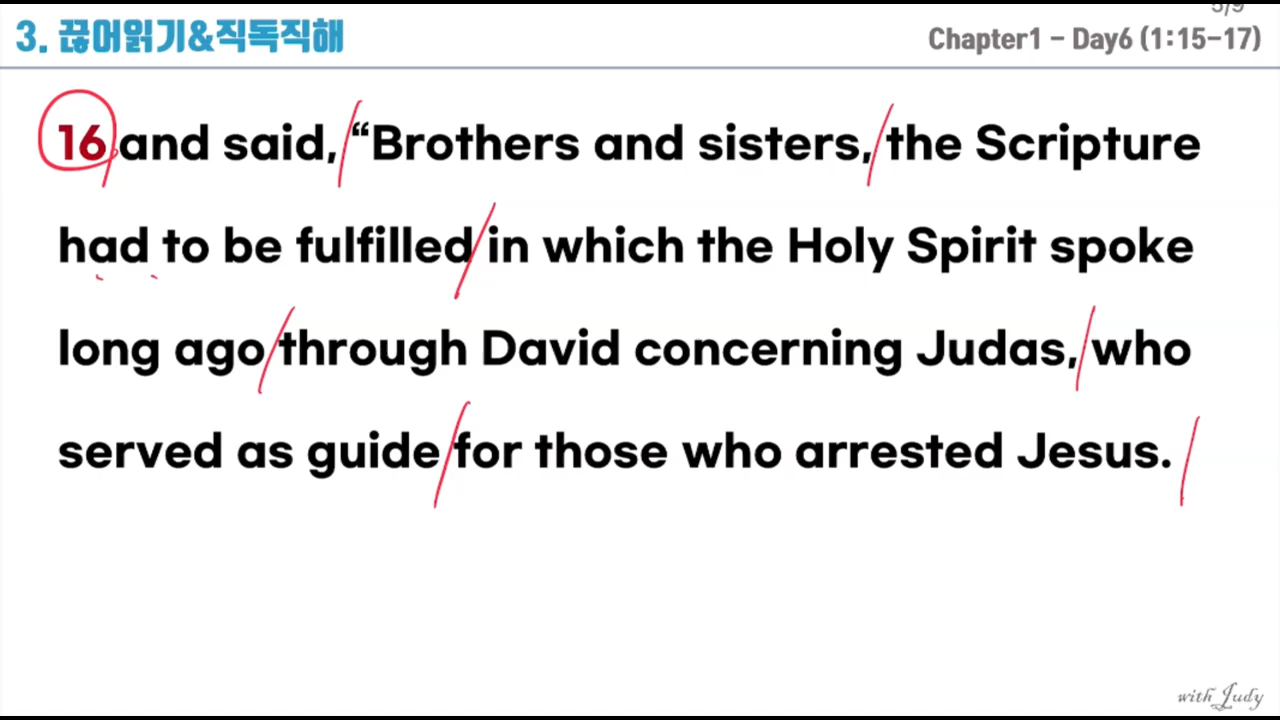 3. 끊어읽기&직독직해
Chapter1 - Day6 (1:15-17)
16 and said, “Brothers and sisters, the Scripture
had to be fulfilled in which the Holy Spirit spoke
long ago through David concerning Judas, who
served as guide for those who arrested Jesus.
with Judy